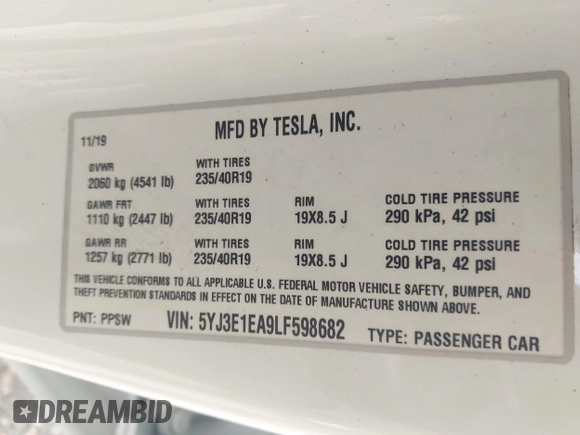 MFD BY TESLA, INC.
11/19
GVWR WITH TIRES
2060 kg (4541 lb) 235/40R19
GAWR FRT WITH TIRES RIM COLD TIRE PRESSURE
1110 kg (2447 lb) 235/40R19 19X8.5 J 290 kPa, 42 psi
GAWR RR WITH TIRES RIM COLD TIRE PRESSURE
1257 kg (2771 lb) 235/40R19 19X8.5 J 290 kPa, 42 psi
THIS VEHICLE CONFORMS TO ALL APPLICABLE U.S. FEDERAL MOTOR VEHICLE SAFETY, BUMPER, AND
THEFT PREVENTION STANDARDS IN EFFECT ON THE DATE OF MANUFACTURE SHOWN ABOVE.
PNT: PPSW VIN: 5YJ3E1EA9LF598682 TYPE: PASSENGER CAR
DREAMBID